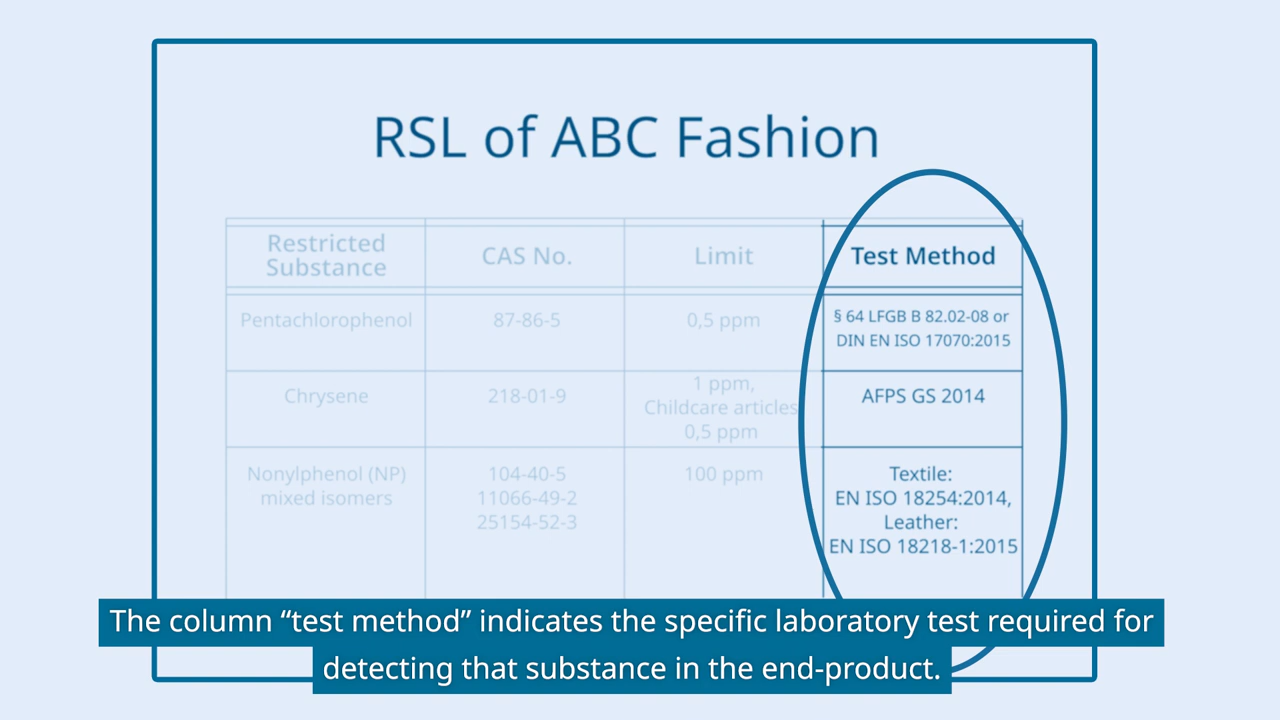 RSL of ABC Fashion
Restricted
Substance
CAS No.
Limit
Test Method
Pentachlorophenol
87-86-5
0,5 ppm
§ 64 LFGB B 82.02-08 or
DIN EN ISO 17070:2015
Chrysene
218-01-9
1 ppm,
Childcare articles
0,5 ppm
AFPS GS 2014
Nonylphenol (NP)
mixed isomers
104-40-5
11066-49-2
25154-52-3
100 ppm
Textile:
EN ISO 18254:2014,
Leather:
EN ISO 18218-1:2015
The column “test method” indicates the specific laboratory test required for
detecting that substance in the end-product.